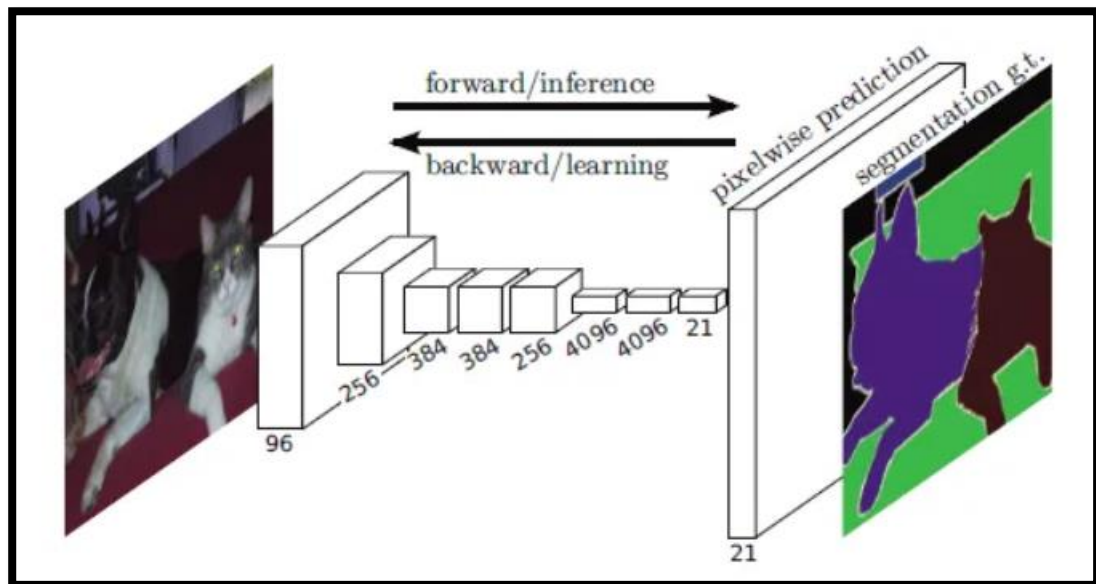 forward/inference
backward/learning
pixelwise prediction
segmentation g.t.
96
256
384
384
256
4096
4096
21
21